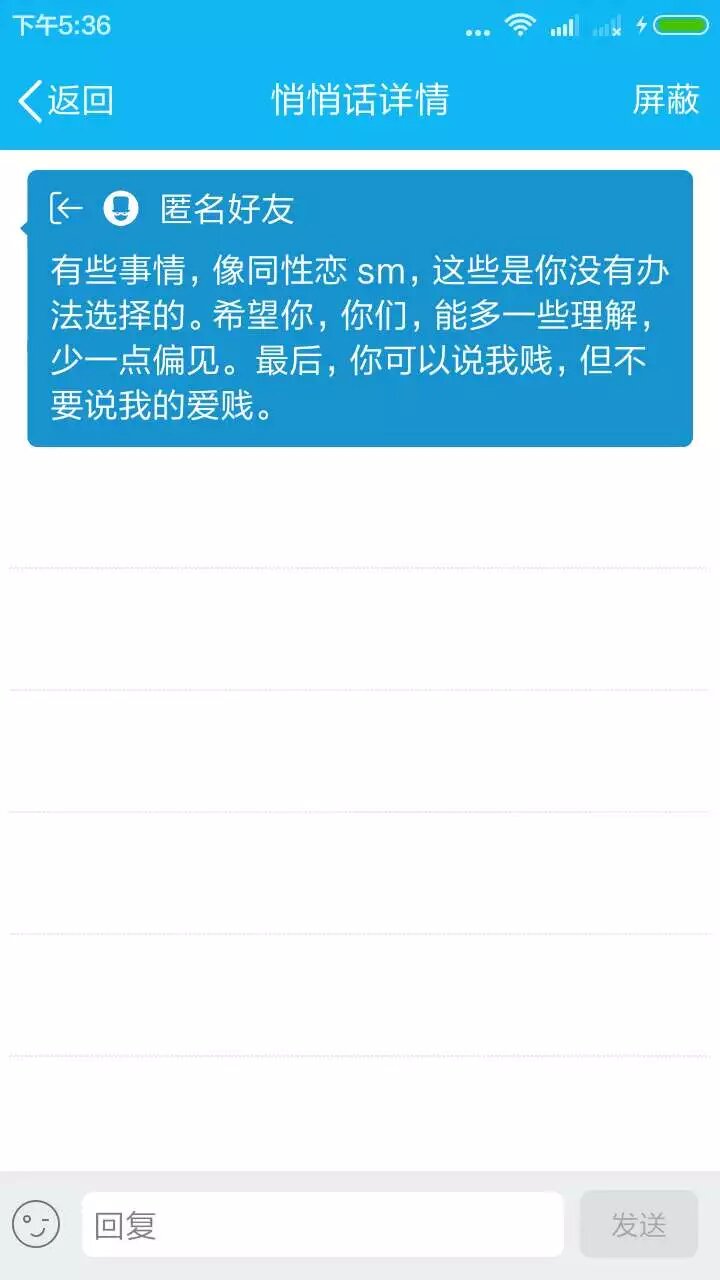 下午5:36
返回
悄悄话详情
屏蔽
匿名好友
有些事情，像同性恋 sm，这些是你没有办
法选择的。希望你，你们，能多一些理解，
少一点偏见。最后，你可以说我贱，但不
要说我的爱贱。
回复
发送